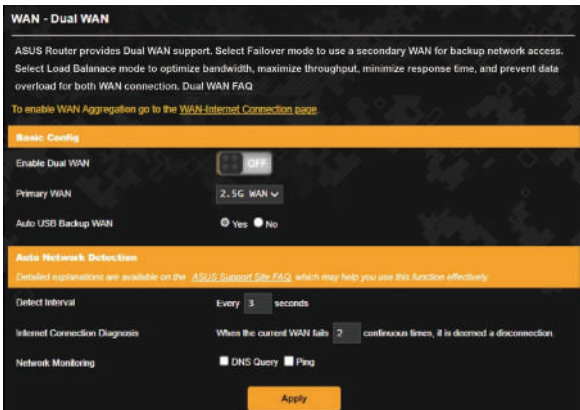 WAN - Dual WAN
ASUS Router provides Dual WAN support. Select Failover mode to use a secondary WAN for backup network access.
Select Load Balanace mode to optimize bandwidth, maximize throughput, minimize response time, and prevent data
overload for both WAN connection. Dual WAN FAQ
To enable WAN Aggregation go to the WAN-Internet Connection page.
Basic Config
Enable Dual WAN OFF
Primary WAN 2.5G WAN
Auto USB Backup WAN Yes No
Auto Network Detection
Detailed explanations are available on the ASUS Support Site FAQ, which may help you use this function effectively.
Detect Interval Every 3 seconds
Internet Connection Diagnosis When the current WAN fails 2 continuous times, it is deemed a disconnection.
Network Monitoring DNS Query Ping
Apply